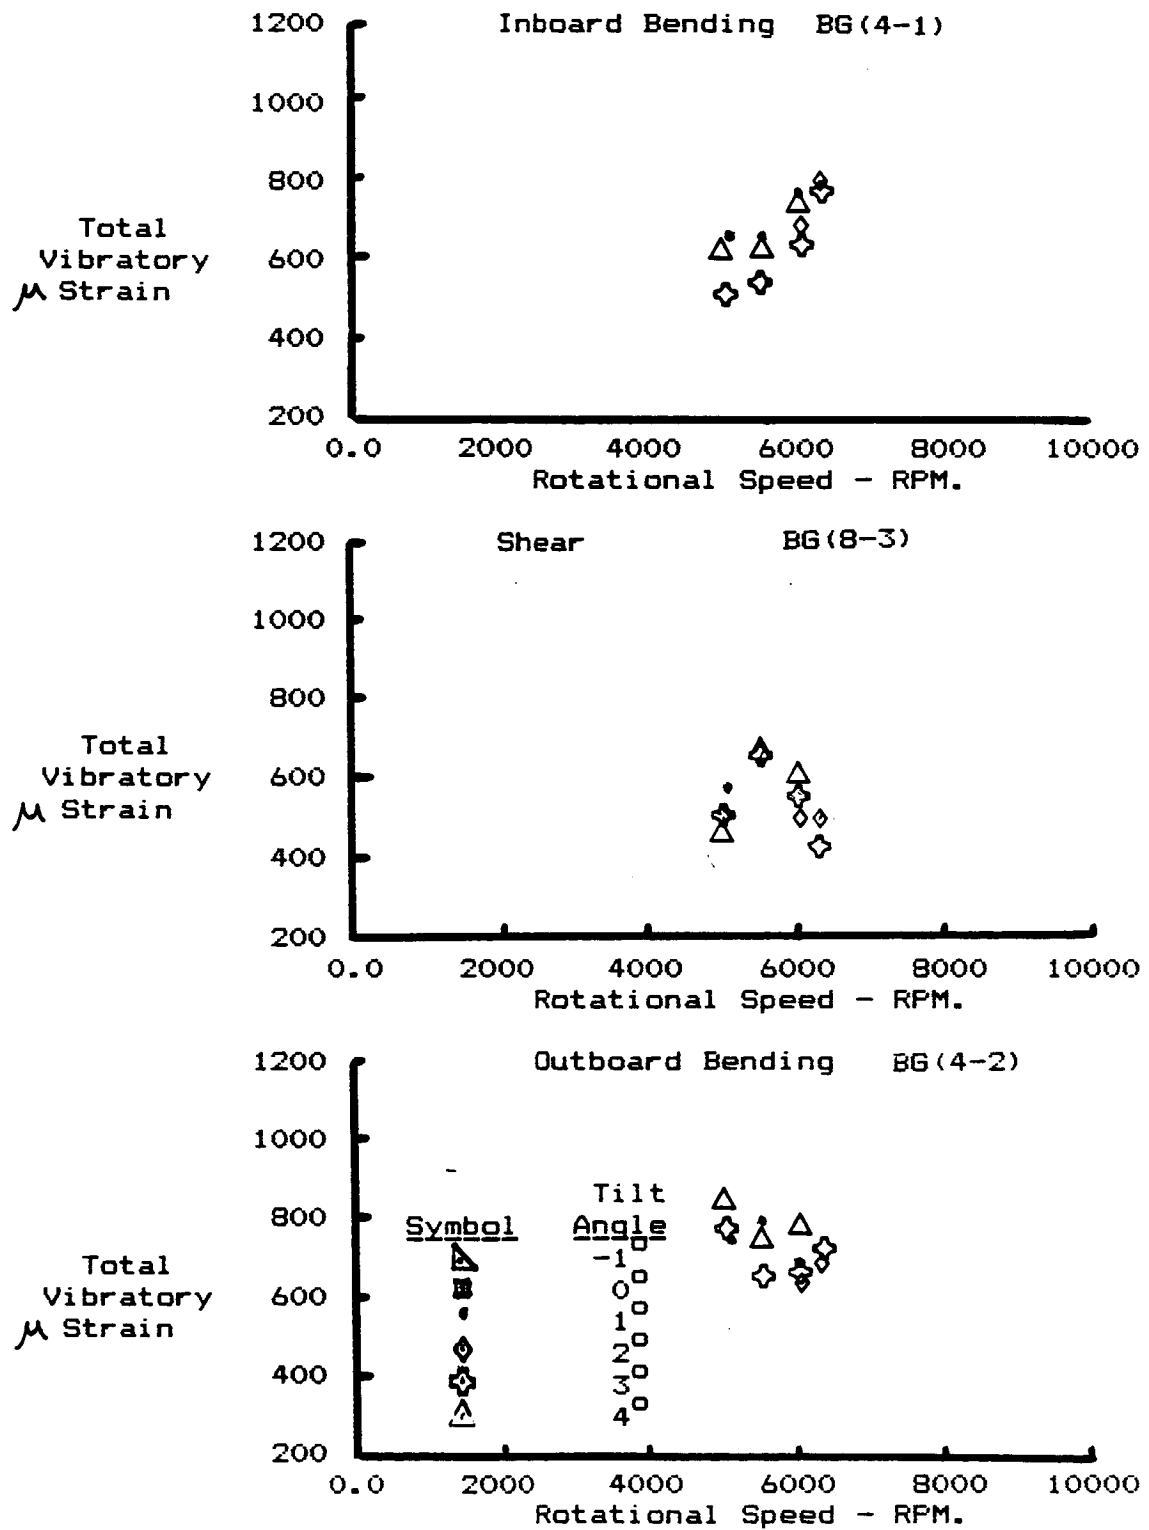 Inboard Bending BG(4-1)
1200
1000
800
600
400
200
Total
Vibratory
μ Strain
0.0 2000 4000 6000 8000 10000
Rotational Speed - RPM.
Shear BG(8-3)
1200
1000
800
600
400
200
Total
Vibratory
μ Strain
0.0 2000 4000 6000 8000 10000
Rotational Speed - RPM.
Outboard Bending BG(4-2)
1200
1000
800
600
400
200
Total
Vibratory
μ Strain
Tilt
Symbol Angle
-1°
0°
1°
2°
3°
4°
0.0 2000 4000 6000 8000 10000
Rotational Speed - RPM.